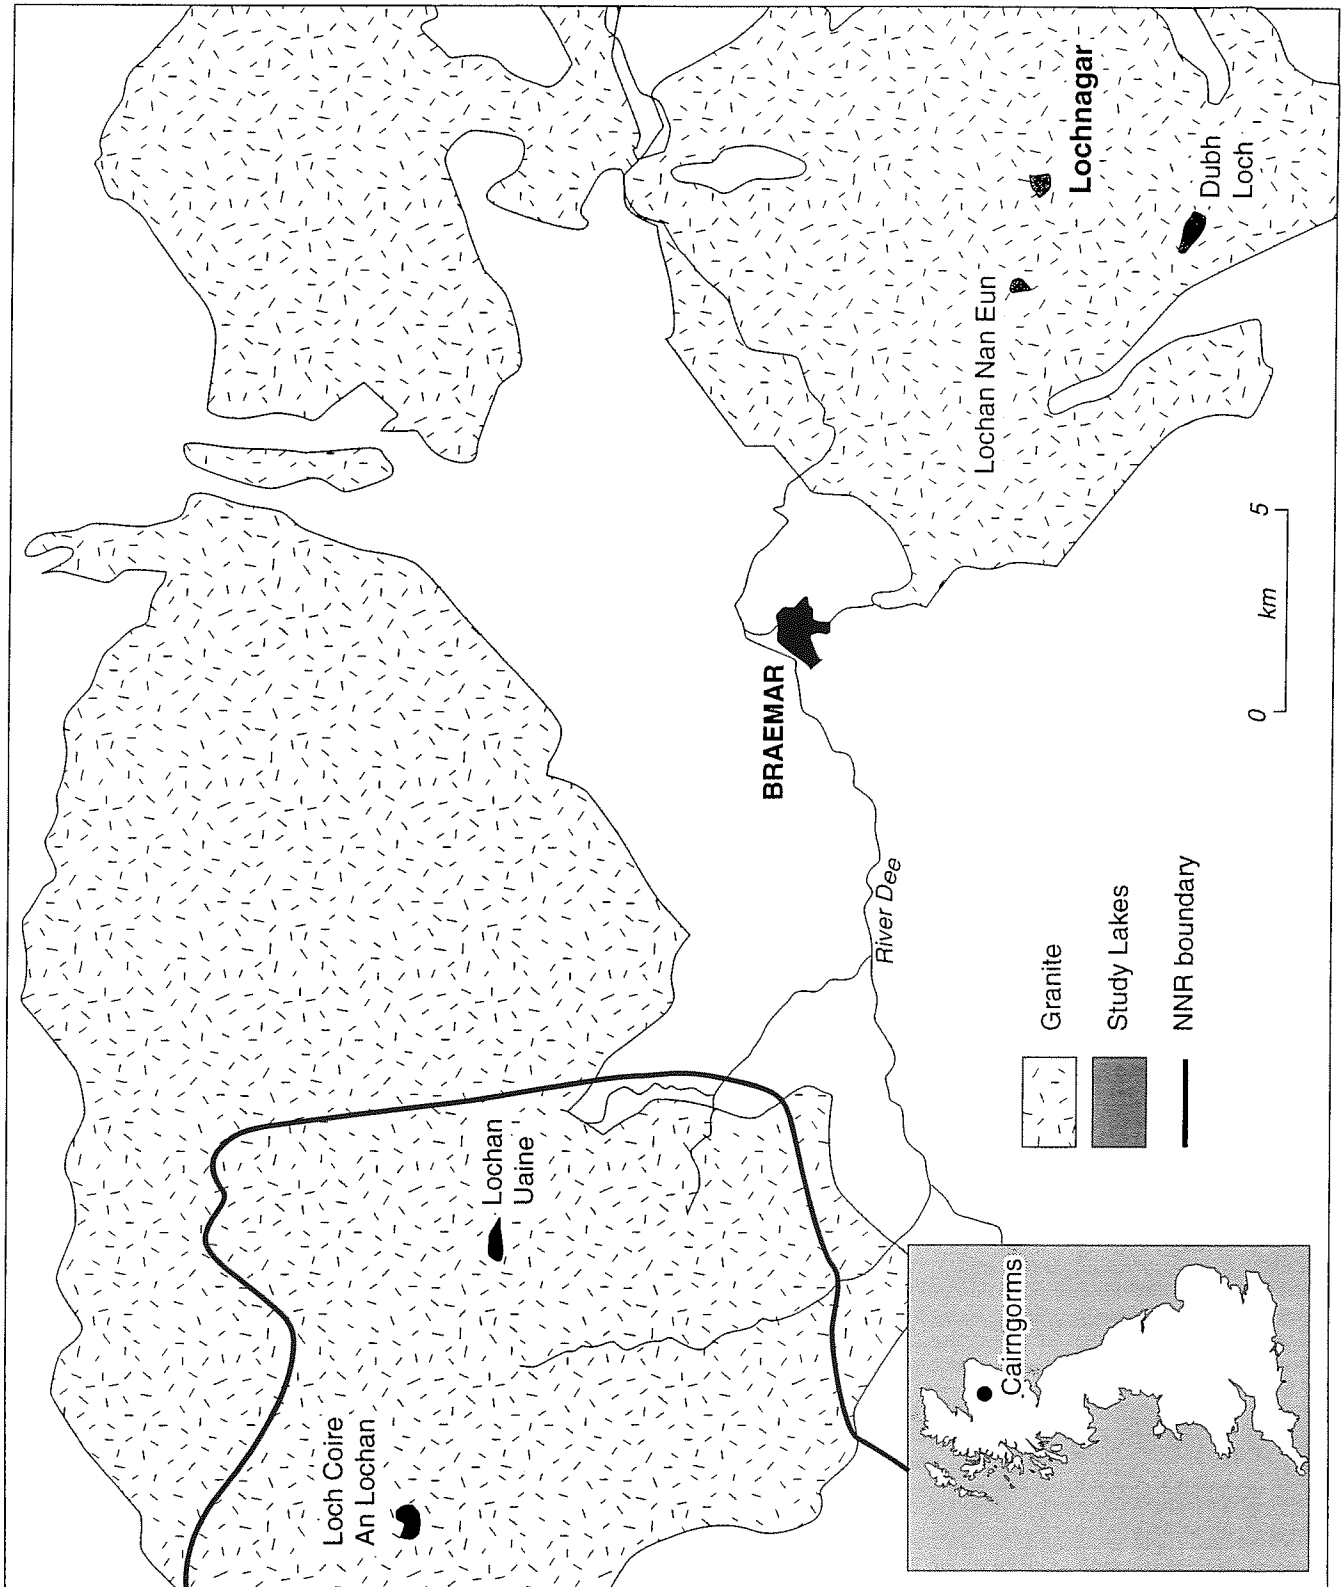 Loch Coire
An Lochan
Lochan
Uaine
BRAEMAR
River Dee
Lochan Nan Eun
Lochnagar
Dubh
Loch
Cairngorms
Granite
Study Lakes
NNR boundary
0
km
5